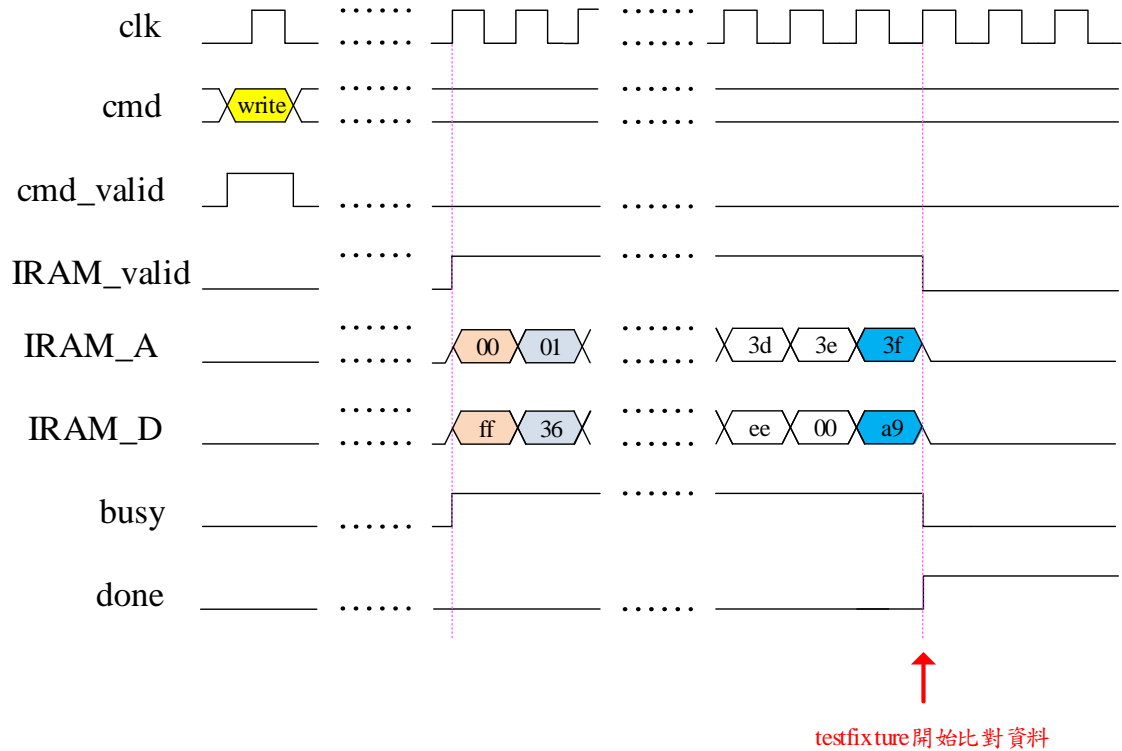 clk
cmd
write
cmd_valid
IRAM_valid
IRAM_A
00 01 3d 3e 3f
IRAM_D
ff 36 ee 00 a9
busy
done
testfixture開始比對資料